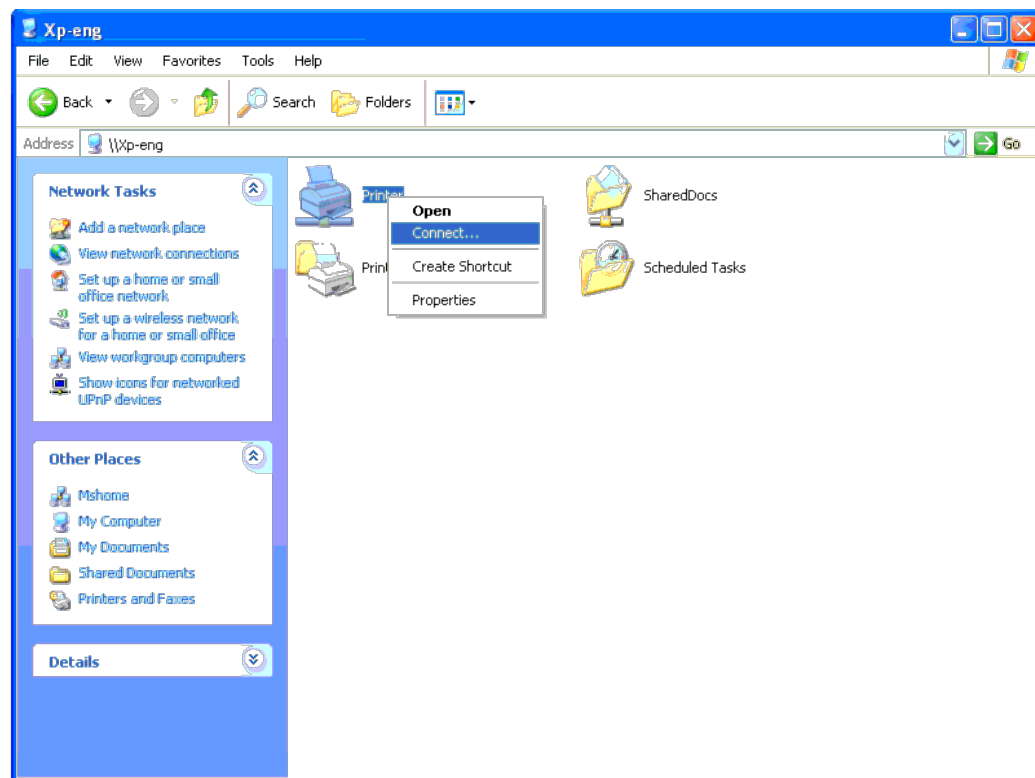 Xp-eng
File Edit View Favorites Tools Help
Back Search Folders
Address \\Xp-eng Go
Network Tasks
Add a network place
View network connections
Set up a home or small
office network
Set up a wireless network
for a home or small office
View workgroup computers
Show icons for networked
UPnP devices
Other Places
Mshome
My Computer
My Documents
Shared Documents
Printers and Faxes
Details
Printer
SharedDocs
Open
Connect...
Create Shortcut
Properties
Scheduled Tasks